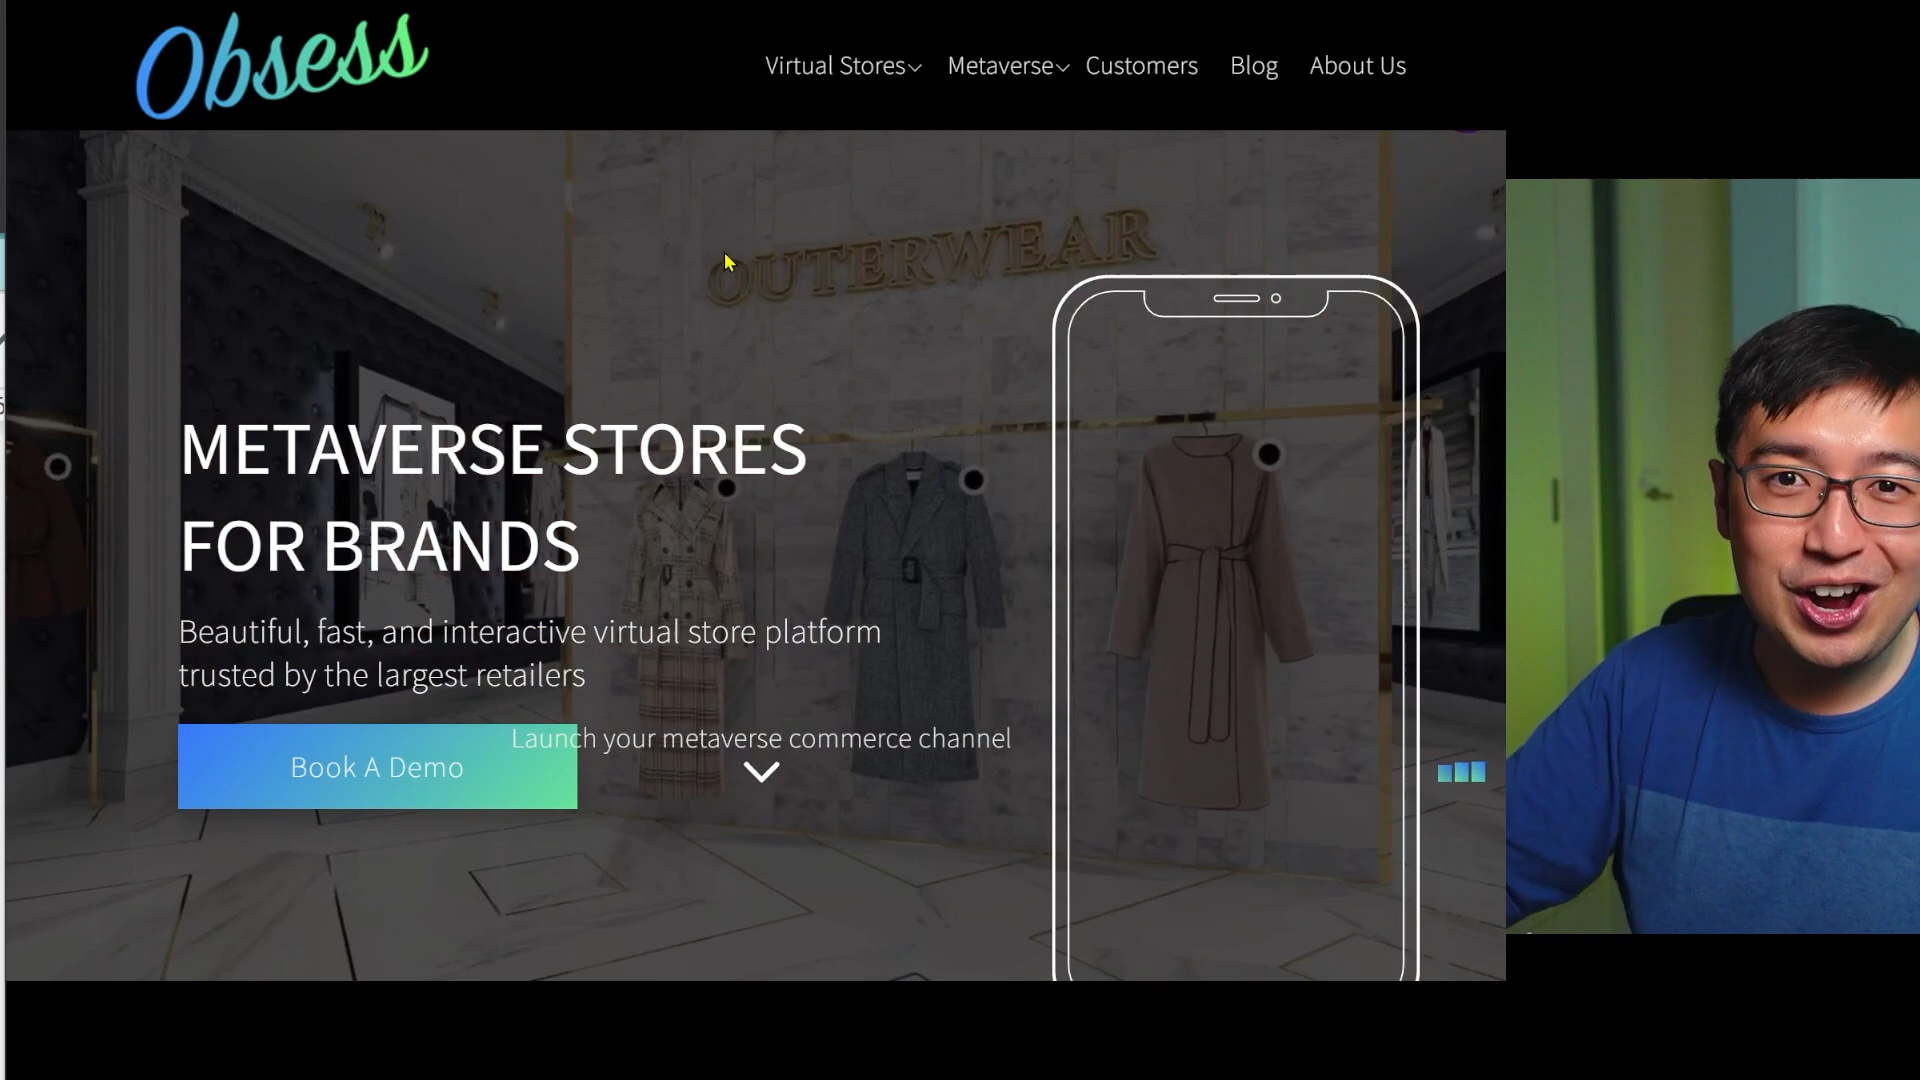 Obsess
Virtual Stores Metaverse Customers Blog About Us
OUTERWEAR
METAVERSE STORES
FOR BRANDS
Beautiful, fast, and interactive virtual store platform
trusted by the largest retailers
Launch your metaverse commerce channel
Book A Demo